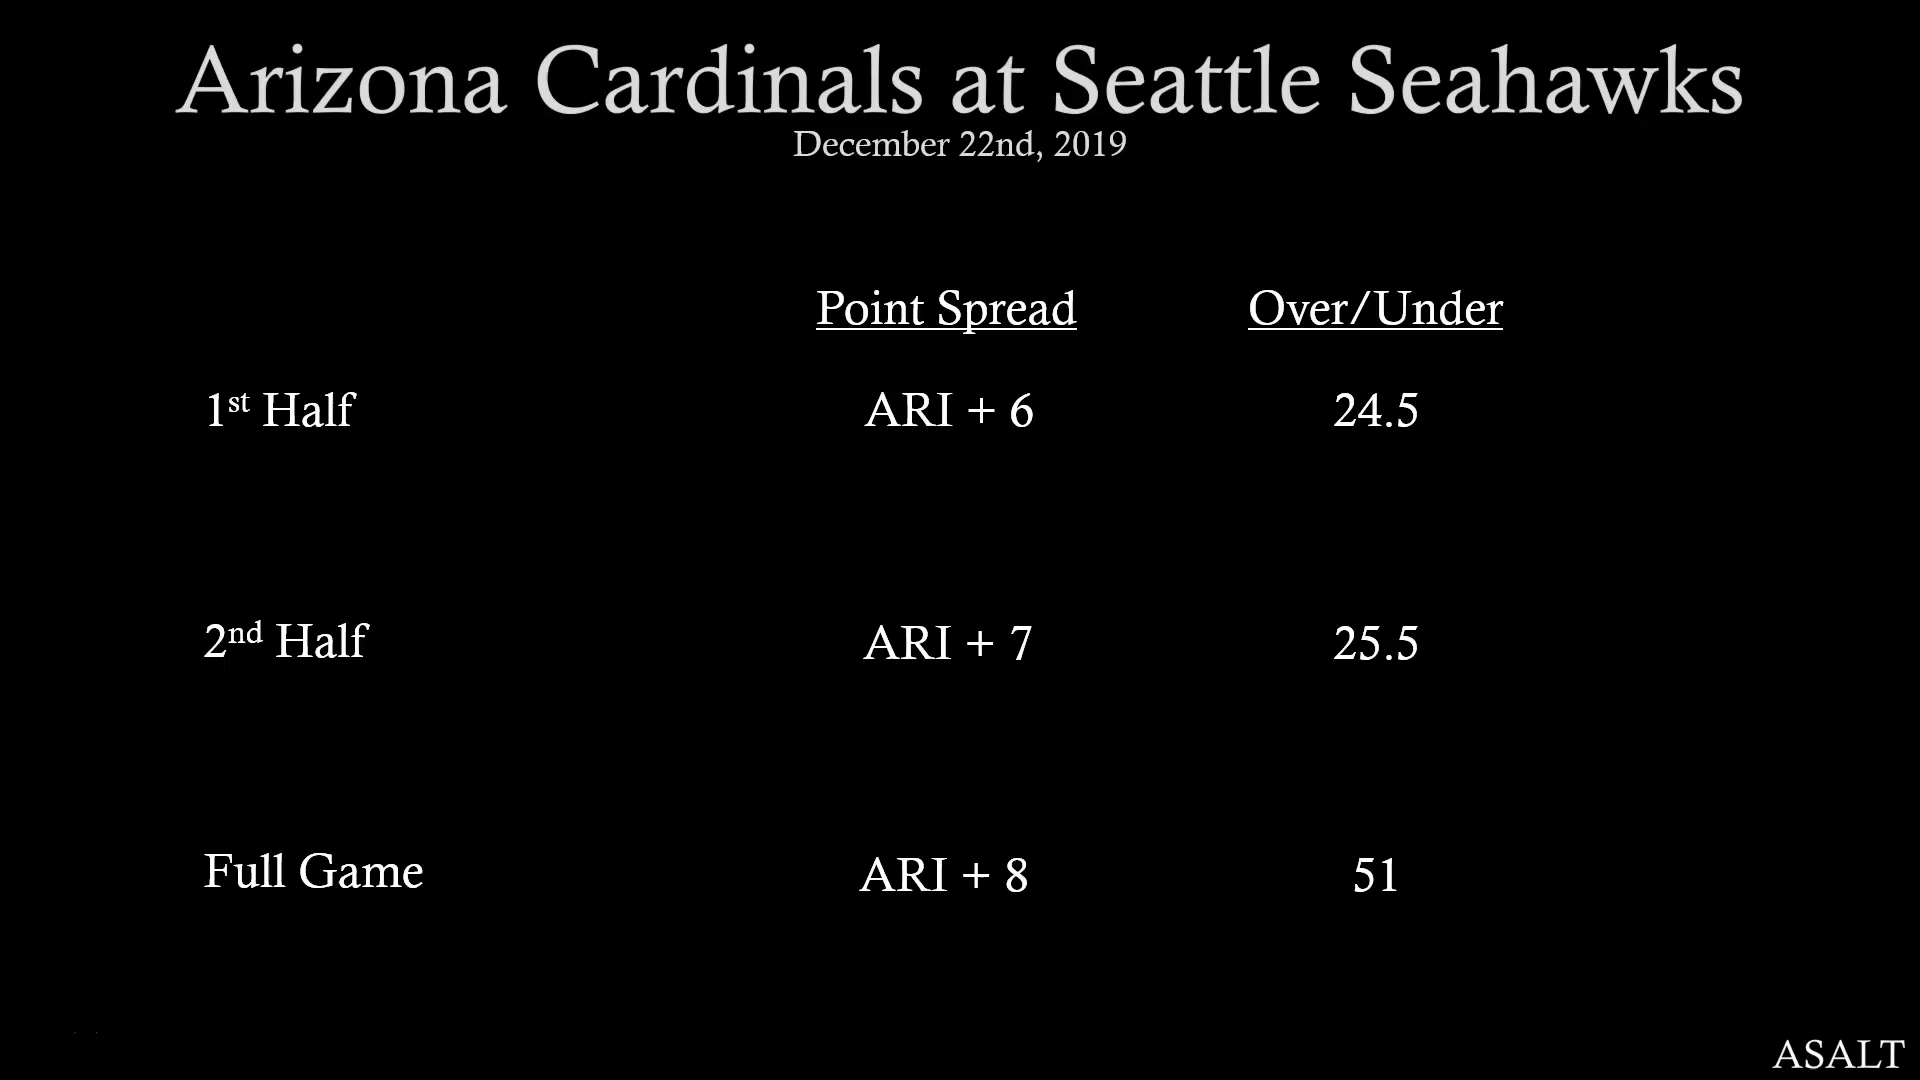 Arizona Cardinals at Seattle Seahawks
December 22nd, 2019
Point Spread Over/Under
1st Half ARI + 6 24.5
2nd Half ARI + 7 25.5
Full Game ARI + 8 51
ASALT